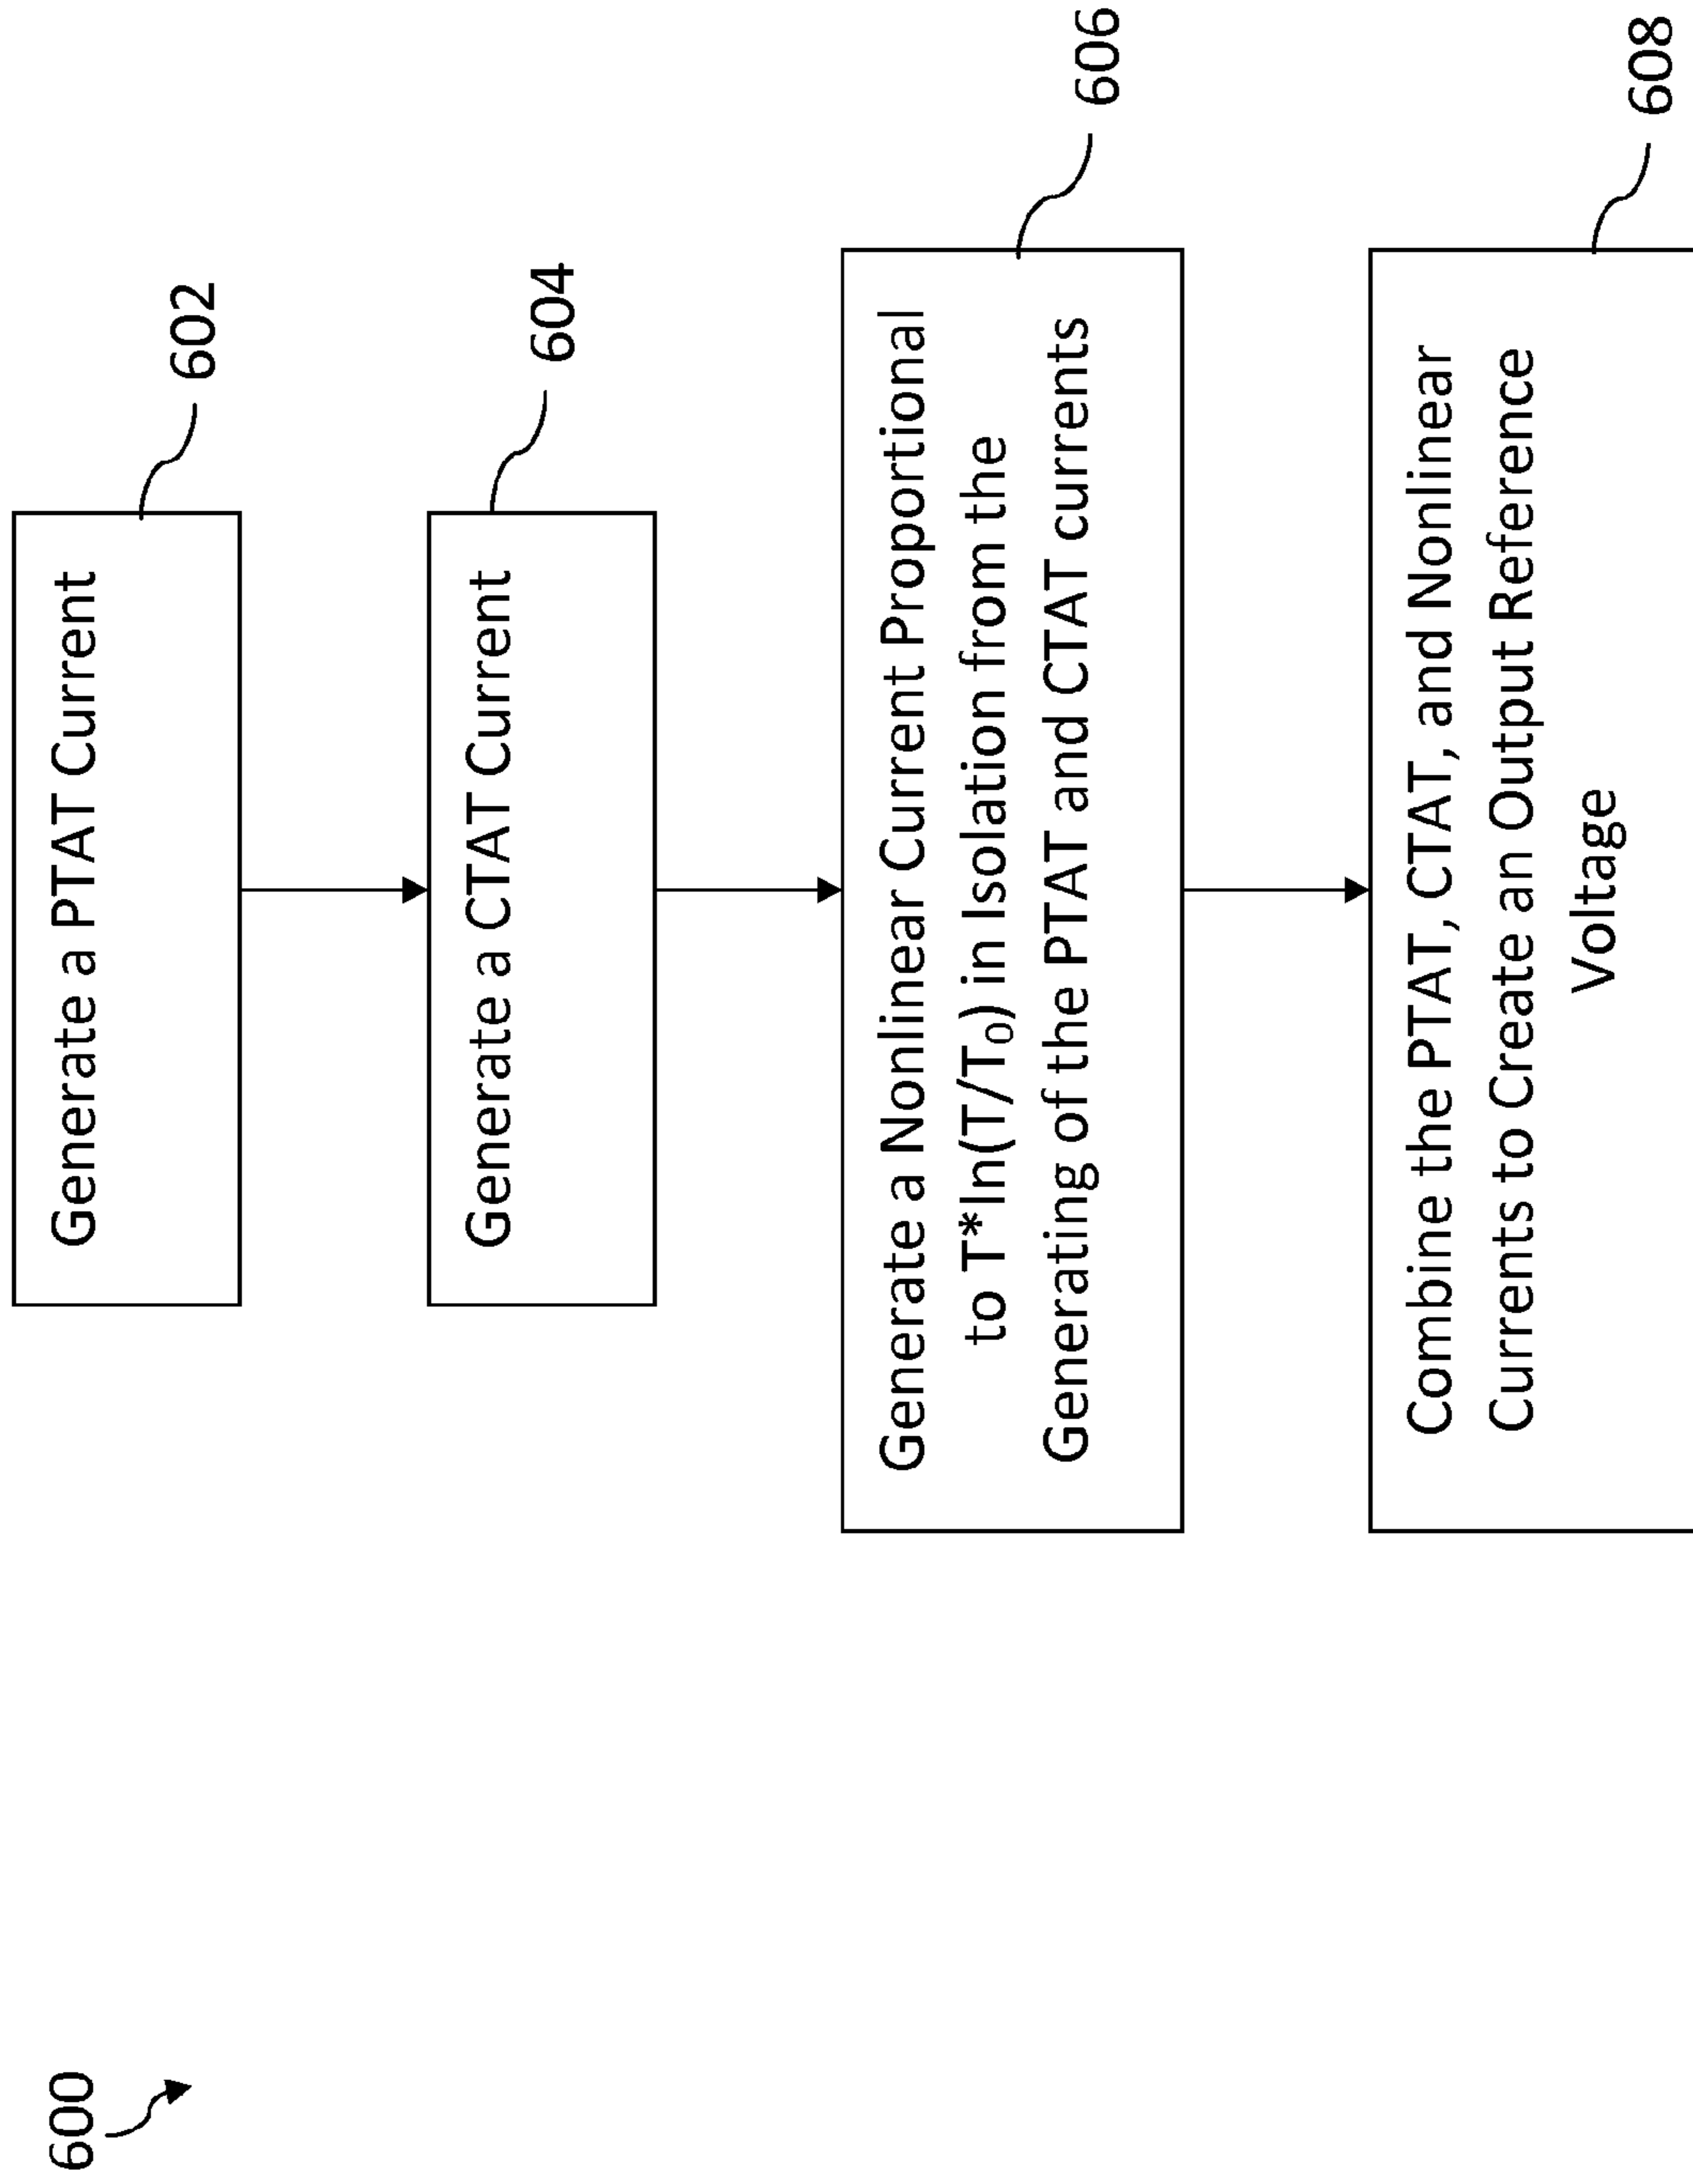 600
Generate a PTAT Current
602
Generate a CTAT Current
604
Generate a Nonlinear Current Proportional
to T*ln(T/T₀) in Isolation from the
Generating of the PTAT and CTAT currents
606
Combine the PTAT, CTAT, and Nonlinear
Currents to Create an Output Reference
Voltage
608